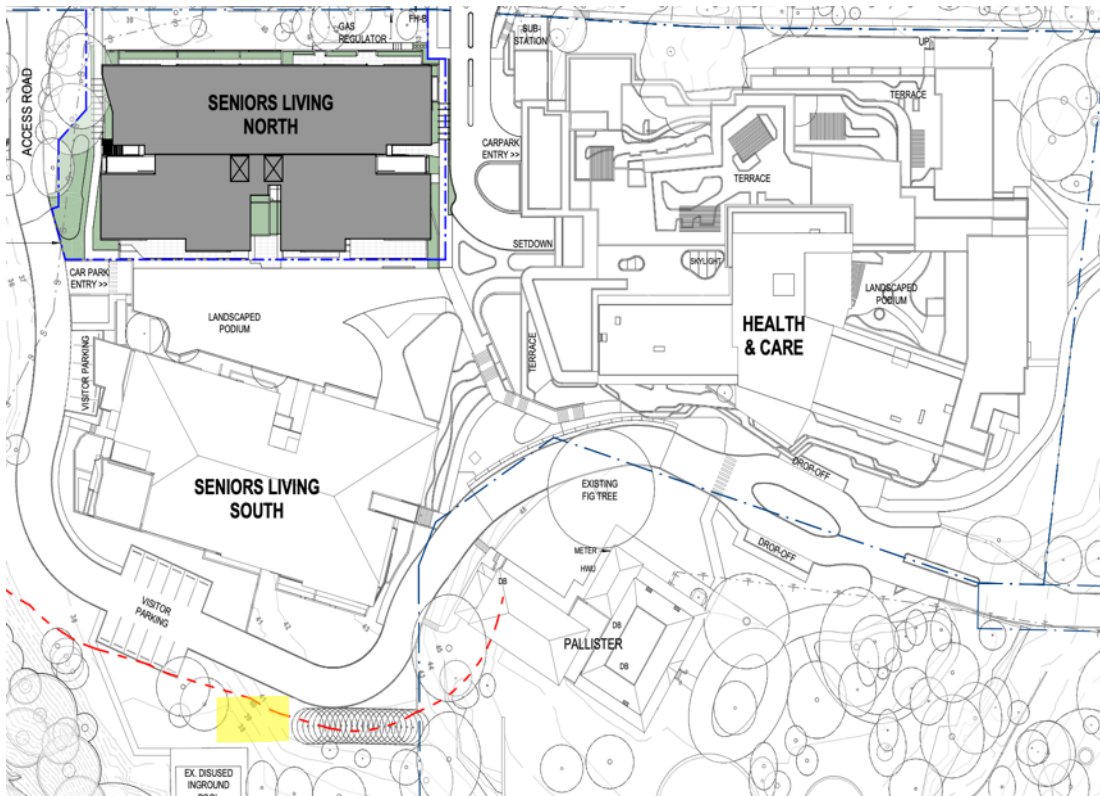 FH-B
GAS
REGULATOR
SUB-
STATION
UP
ACCESS ROAD
SENIORS LIVING
NORTH
TERRACE
CARPARK
ENTRY >>
TERRACE
SETDOWN
SKYLIGHT
CAR PARK
ENTRY >>
LANDSCAPED
PODIUM
LANDSCAPED
PODIUM
HEALTH
& CARE
VISITOR PARKING
TERRACE
SENIORS LIVING
SOUTH
EXISTING
FIG TREE
DROP-OFF
DROP-OFF
METER
HWU
DB
VISITOR
PARKING
DB
PALLISTER
DB
EX. DISUSED
INGROUND
POOL